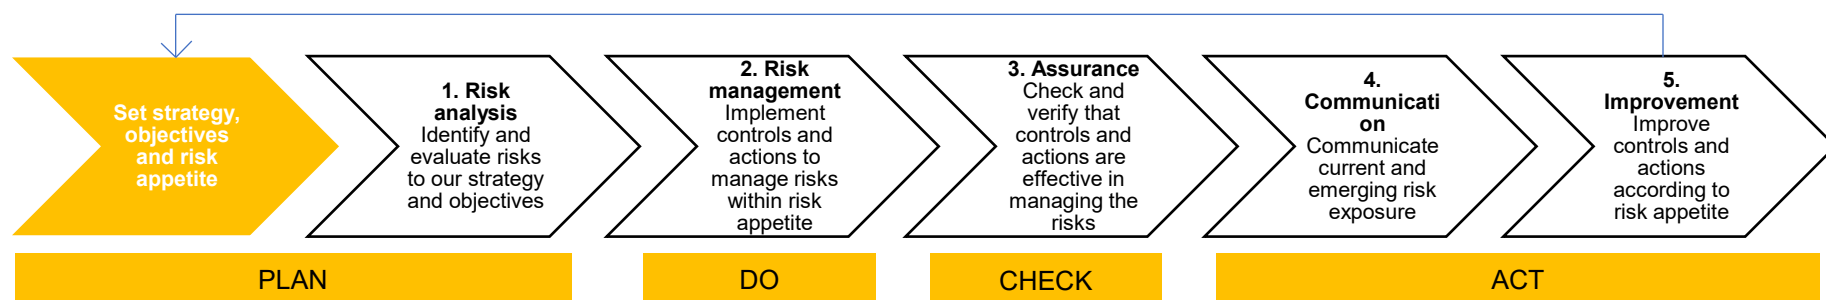 Set strategy,
objectives
and risk
appetite
1. Risk
analysis
Identify and
evaluate risks
to our strategy
and objectives
2. Risk
management
Implement
controls and
actions to
manage risks
within risk
appetite
3. Assurance
Check and
verify that
controls and
actions are
effective in
managing the
risks
4.
Communicati
on
Communicate
current and
emerging risk
exposure
5.
Improvement
Improve
controls and
actions
according to
risk appetite
PLAN
DO
CHECK
ACT